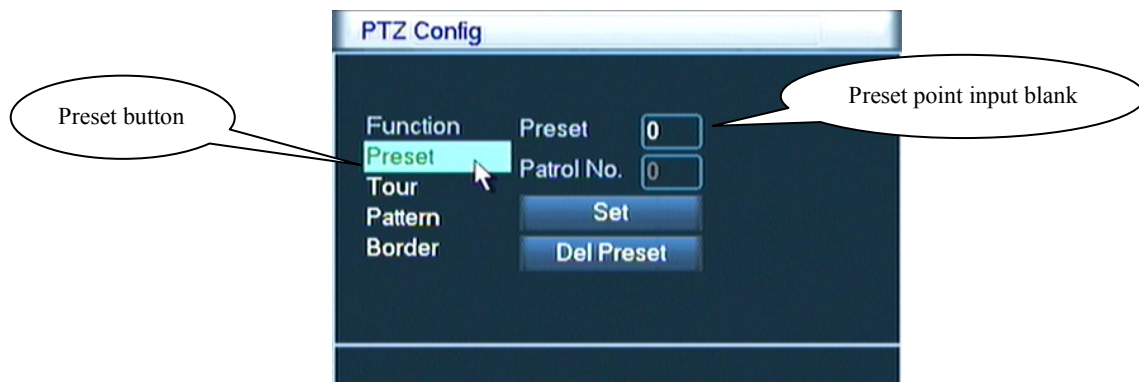 PTZ Config
Preset button
Preset point input blank
Function
Preset 0
Preset
Patrol No. 0
Tour
Pattern
Set
Border
Del Preset